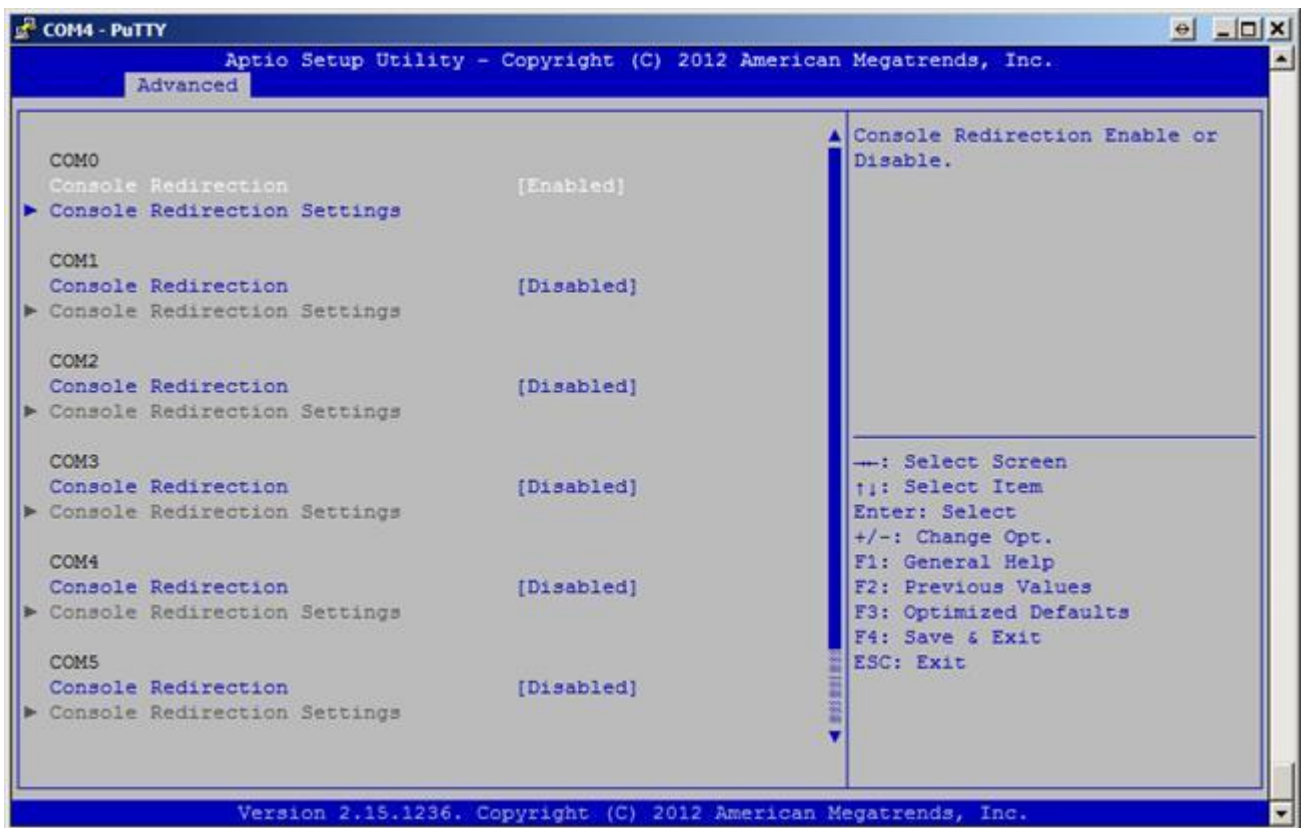 COM4 - PuTTY
Aptio Setup Utility - Copyright (C) 2012 American Megatrends, Inc.
Advanced
COM0
Console Redirection [Enabled]
► Console Redirection Settings
COM1
Console Redirection [Disabled]
► Console Redirection Settings
COM2
Console Redirection [Disabled]
► Console Redirection Settings
COM3
Console Redirection [Disabled]
► Console Redirection Settings
COM4
Console Redirection [Disabled]
► Console Redirection Settings
COM5
Console Redirection [Disabled]
► Console Redirection Settings
Console Redirection Enable or
Disable.
→←: Select Screen
↑↓: Select Item
Enter: Select
+/-: Change Opt.
F1: General Help
F2: Previous Values
F3: Optimized Defaults
F4: Save & Exit
ESC: Exit
Version 2.15.1236. Copyright (C) 2012 American Megatrends, Inc.